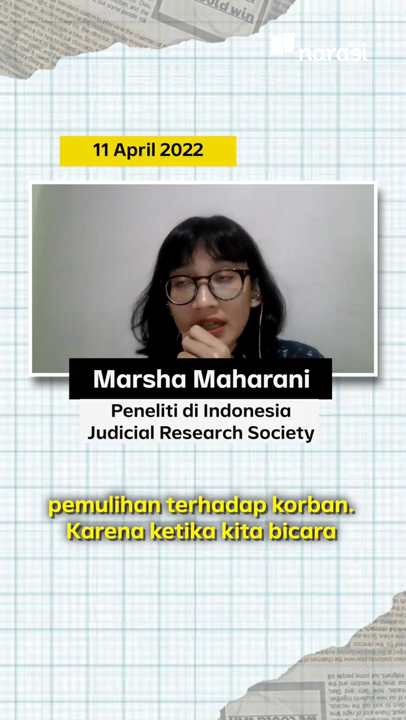 narasi
11 April 2022
Marsha Maharani
Peneliti di Indonesia
Judicial Research Society
pemulihan terhadap korban.
Karena ketika kita bicara